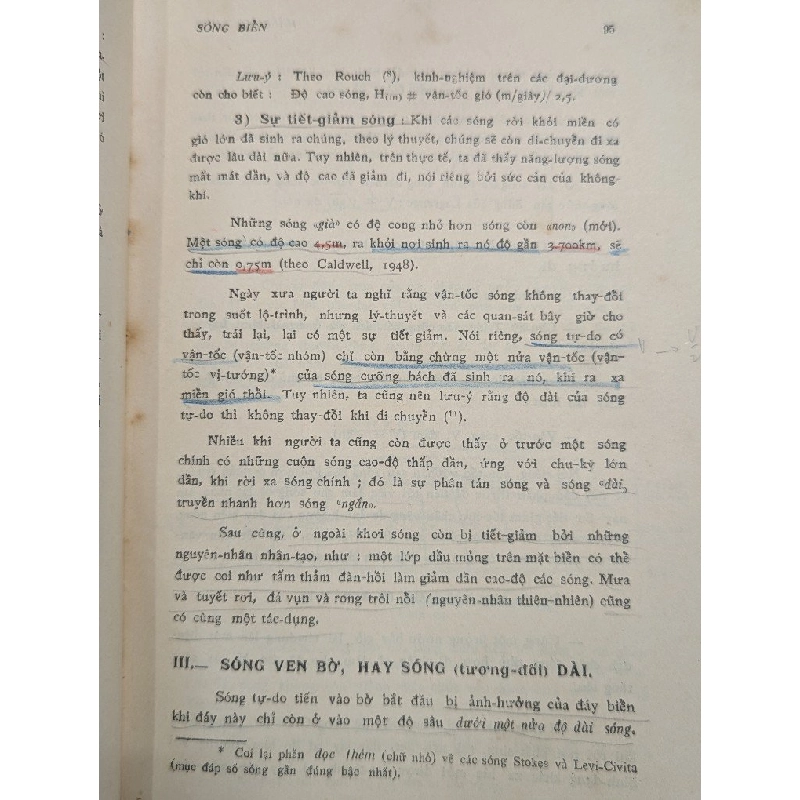 SÓNG BIỂN 95
Lưu-ý : Theo Rouch (⁸), kinh-nghiệm trên các đại-dương
còn cho biết : Độ cao sóng, H(m) # vận-tốc gió (m/giây)/ 2,5.
3) Sự tiết-giảm sóng : Khi các sóng rời khỏi miền có
gió lớn đã sinh ra chúng, theo lý thuyết, chúng sẽ còn di-chuyển đi xa
được lâu dài nữa. Tuy nhiên, trên thực tế, ta đã thấy năng-lượng sóng
mất mát dần, và độ cao đã giảm đi, nói riêng bởi sức cản của không-
khí.
Những sóng «già» có độ cong nhỏ hơn sóng còn «non» (mới).
Một sóng có độ cao 4,5m, ra khỏi nơi sinh ra nó độ gần 3.700km, sẽ
chỉ còn 0,75m (theo Caldwell, 1948).
Ngày xưa người ta nghĩ rằng vận-tốc sóng không thay-đổi
trong suốt lộ-trình, nhưng lý-thuyết và các quan-sát bây giờ cho
thấy, trái lại, lại có một sự tiết-giảm. Nói riêng, sóng tự-do có
vận-tốc (vận-tốc nhóm) chỉ còn bằng chừng một nửa vận-tốc (vận-
tốc vị-tướng)* của sóng cưỡng bách đã sinh ra nó, khi ra xa
miền gió thổi. Tuy nhiên, ta cũng nên lưu-ý rằng độ dài của sóng
tự-do thì không thay-đổi khi di chuyển (¹¹).
Nhiều khi người ta cũng còn được thấy ở trước một sóng
chính có những cuộn sóng cao-độ thấp dần, ứng với chu-kỳ lớn
dần, khi rời xa sóng chính ; đó là sự phân tán sóng và sóng «dài»
truyền nhanh hơn sóng «ngắn».
Sau cùng, ở ngoài khơi sóng còn bị tiết-giảm bởi những
nguyên-nhân nhân-tạo, như : một lớp dầu mỏng trên mặt biển có thể
được coi như tấm thảm đàn-hồi làm giảm dần cao-độ các sóng. Mưa
và tuyết rơi, đá vụn và rong trôi nổi (nguyên-nhân thiên-nhiên) cũng
có cùng một tác-dụng.
III.— SÓNG VEN BỜ, HAY SÓNG (tương-đối) DÀI.
Sóng tự-do tiến vào bờ bắt đầu bị ảnh-hưởng của đáy biển
khi đáy này chỉ còn ở vào một độ sâu dưới một nửa độ dài sóng.
* Coi lại phần đọc thêm (chữ nhỏ) về các sóng Stokes và Levi-Civita
(mục đáp số sóng gần đúng bậc nhất).